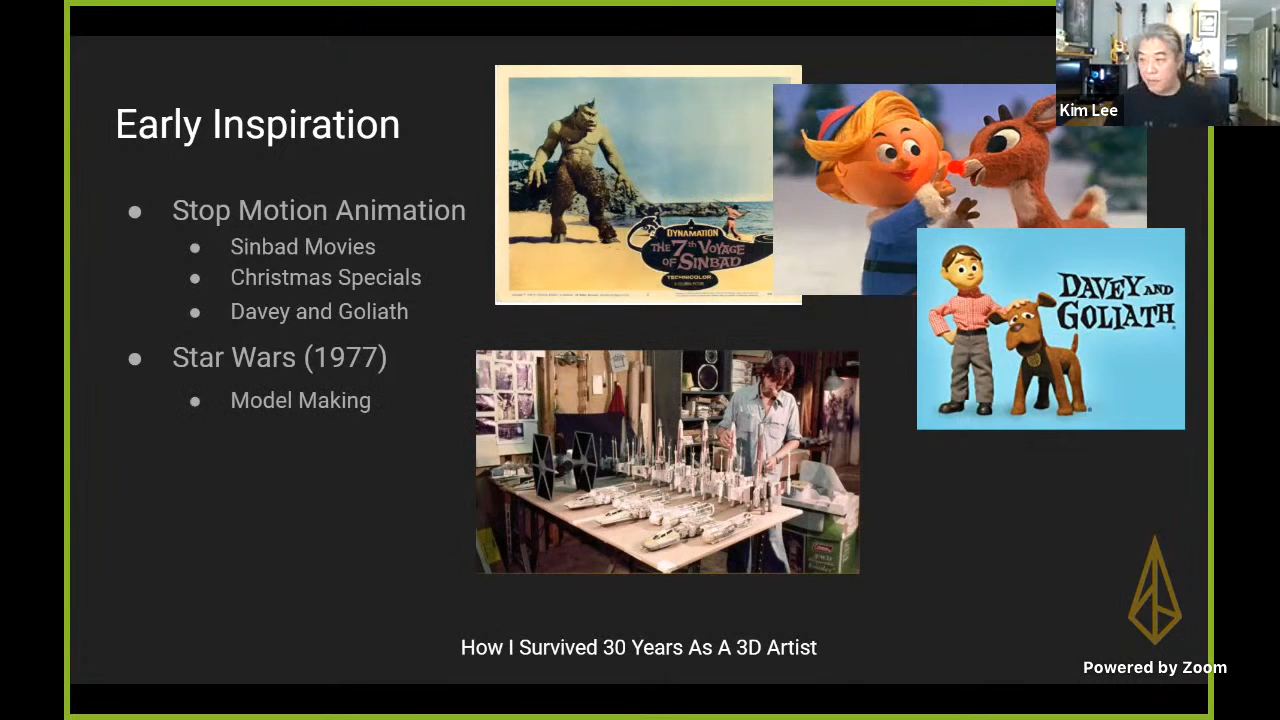 Early Inspiration
● Stop Motion Animation
● Sinbad Movies
● Christmas Specials
● Davey and Goliath
● Star Wars (1977)
● Model Making
DYNAMATION
THE 7th VOYAGE
OF SINBAD
TECHNICOLOR
DAVEY AND
GOLIATH
Kim Lee
How I Survived 30 Years As A 3D Artist
Powered by Zoom